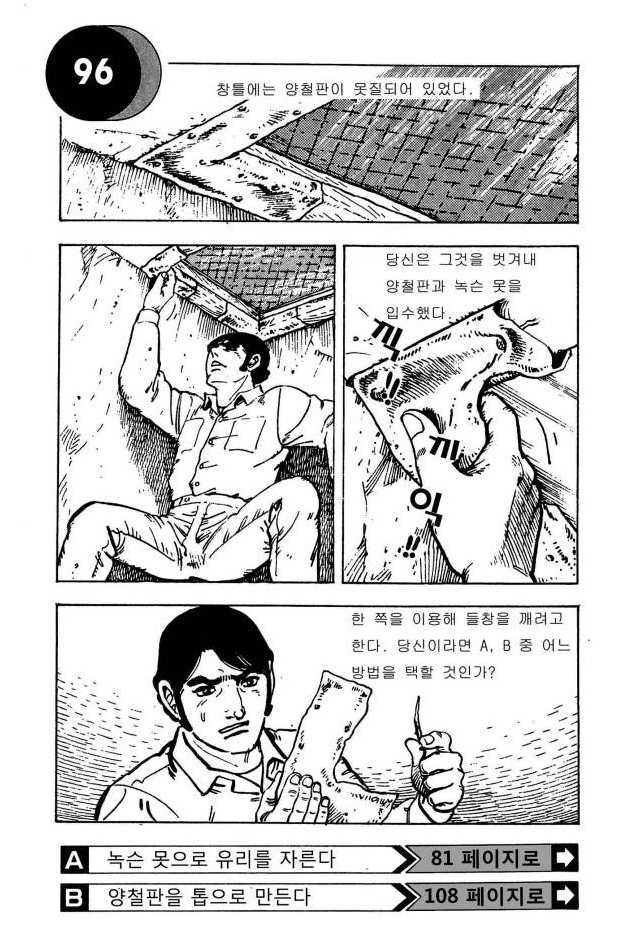 96
창틀에는 양철판이 못질되어 있었다.
당신은 그것을 벗겨내
양철판과 녹슨 못을
입수했다.
끼
!!
끼
익
!!
한 쪽을 이용해 들창을 깨려고
한다. 당신이라면 A, B 중 어느
방법을 택할 것인가?
A 녹슨 못으로 유리를 자른다 81 페이지로
B 양철판을 톱으로 만든다 108 페이지로